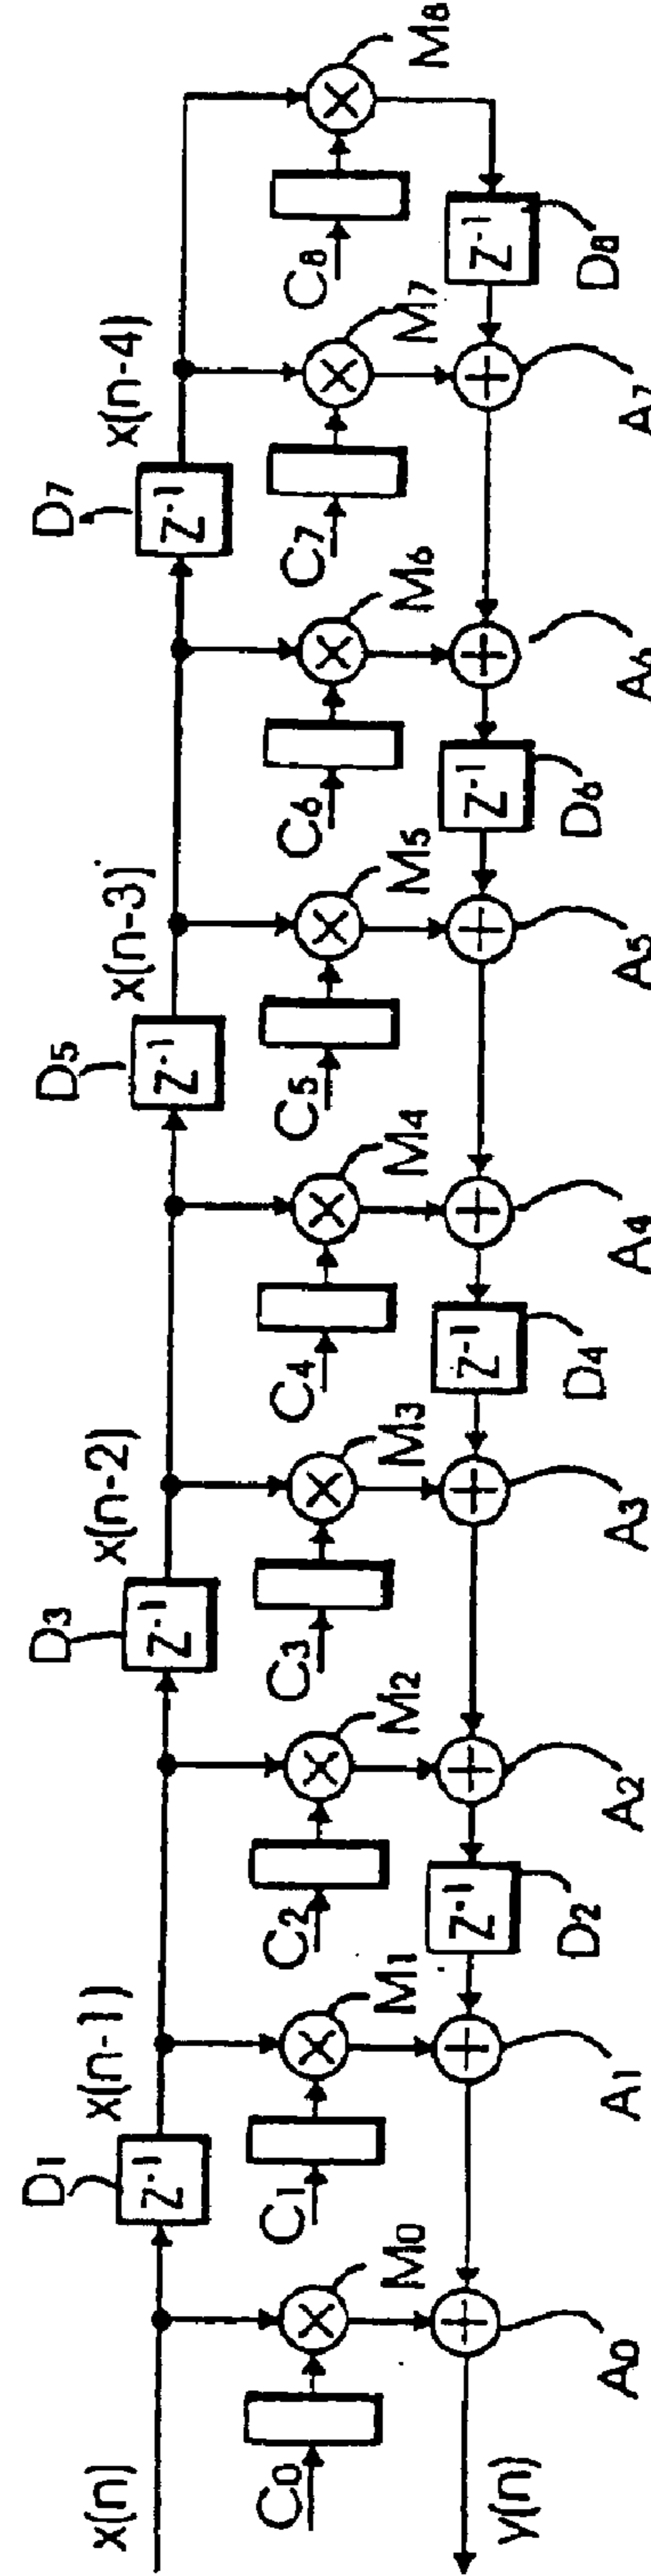 x(n) x(n-1) x(n-2) x(n-3) x(n-4)
D1 D3 D5 D7
Z-1 Z-1 Z-1 Z-1
C0 C1 C2 C3 C4 C5 C6 C7 C8
M0 M1 M2 M3 M4 M5 M6 M7 M8
y(n) Z-1 Z-1 Z-1 Z-1
D2 D4 D6 D8
A0 A1 A2 A3 A4 A5 A6 A7